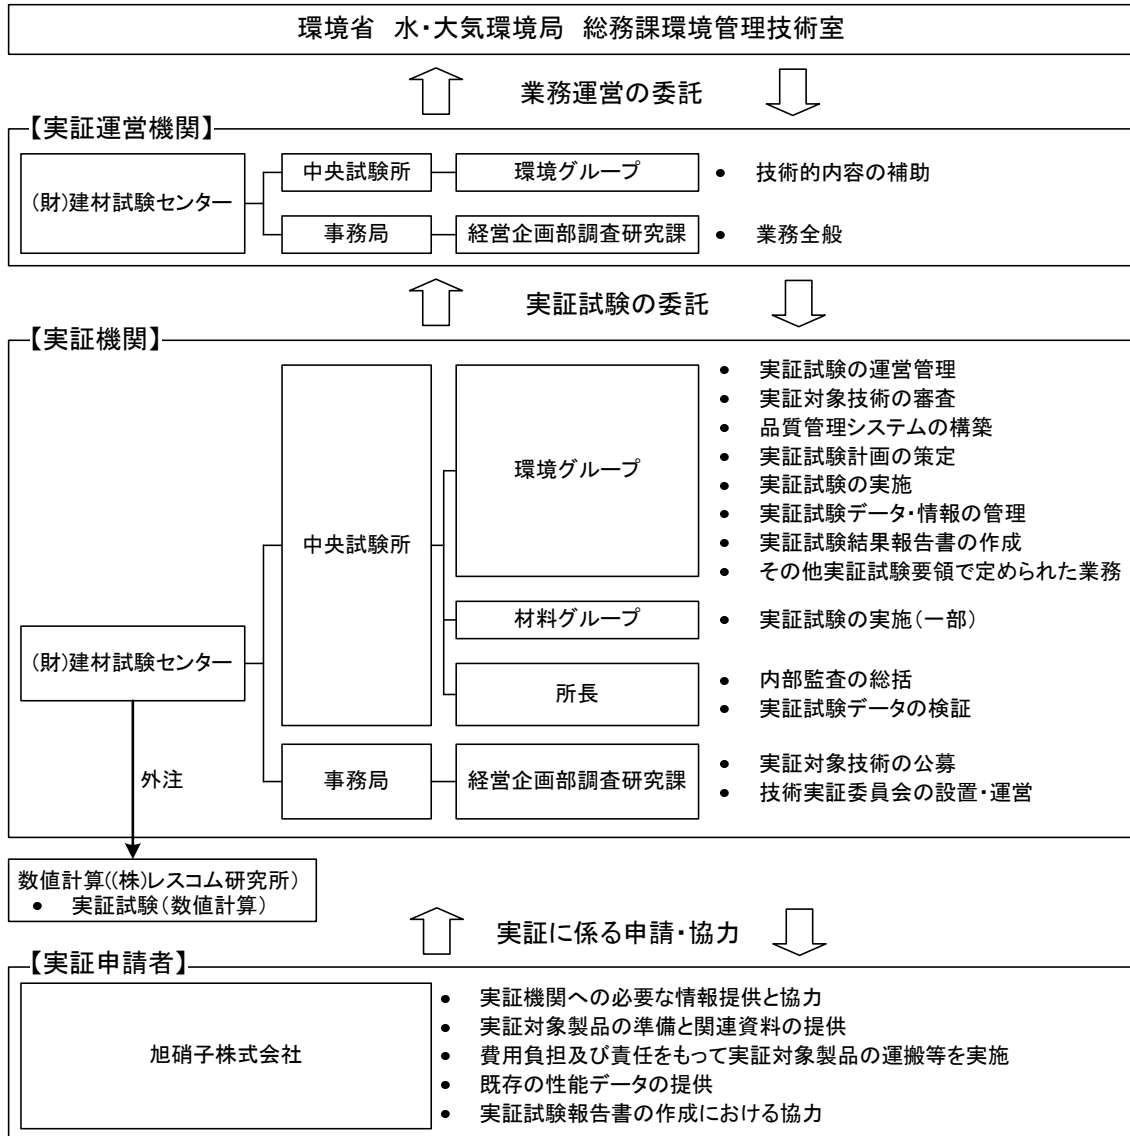 環境省　水・大気環境局　総務課環境管理技術室
業務運営の委託
【実証運営機関】
(財)建材試験センター
中央試験所
環境グループ
• 技術的内容の補助
事務局
経営企画部調査研究課
• 業務全般
実証試験の委託
【実証機関】
(財)建材試験センター
中央試験所
環境グループ
• 実証試験の運営管理
• 実証対象技術の審査
• 品質管理システムの構築
• 実証試験計画の策定
• 実証試験の実施
• 実証試験データ・情報の管理
• 実証試験結果報告書の作成
• その他実証試験要領で定められた業務
材料グループ
• 実証試験の実施(一部)
所長
• 内部監査の総括
• 実証試験データの検証
事務局
経営企画部調査研究課
• 実証対象技術の公募
• 技術実証委員会の設置・運営
外注
数値計算((株)レスコム研究所)
• 実証試験(数値計算)
実証に係る申請・協力
【実証申請者】
旭硝子株式会社
• 実証機関への必要な情報提供と協力
• 実証対象製品の準備と関連資料の提供
• 費用負担及び責任をもって実証対象製品の運搬等を実施
• 既存の性能データの提供
• 実証試験報告書の作成における協力